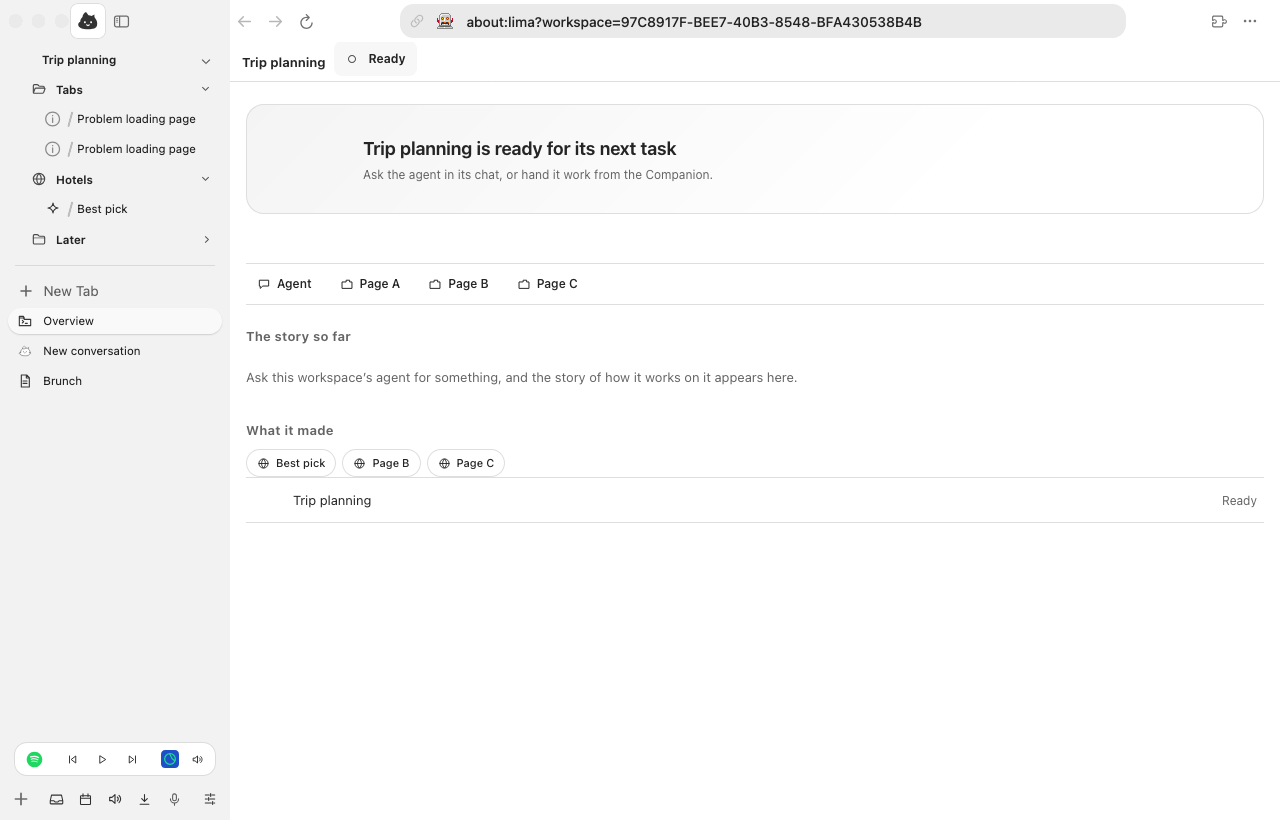 about:lima?workspace=97C8917F-BEE7-40B3-8548-BFA430538B4B
Trip planning
Tabs
/ Problem loading page
/ Problem loading page
Hotels
/ Best pick
Later
New Tab
Overview
New conversation
Brunch
Trip planning
Ready
Trip planning is ready for its next task
Ask the agent in its chat, or hand it work from the Companion.
Agent
Page A
Page B
Page C
The story so far
Ask this workspace’s agent for something, and the story of how it works on it appears here.
What it made
Best pick
Page B
Page C
Trip planning
Ready